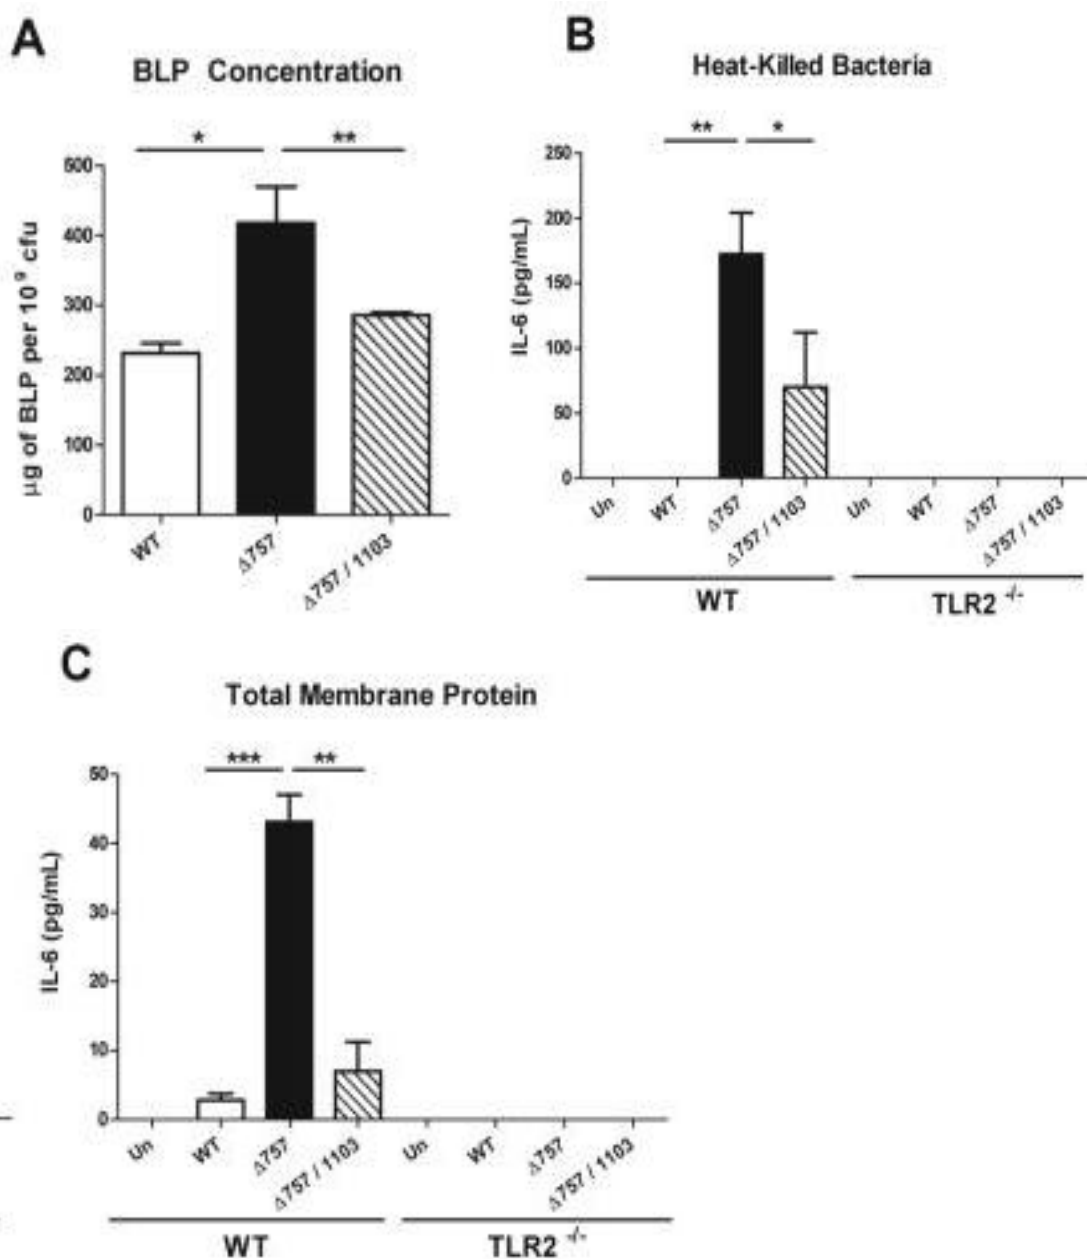 A
BLP Concentration
* **
µg of BLP per 10⁹ cfu
600
400
300
200
100
0
WT Δ757 Δ757 / 1103
B
Heat-Killed Bacteria
** *
IL-6 (pg/mL)
250
200
150
100
50
0
Un WT Δ757 Δ757 / 1103 Un WT Δ757 Δ757 / 1103
WT TLR2 -/-
C
Total Membrane Protein
*** **
IL-6 (pg/mL)
50
40
30
20
10
0
Un WT Δ757 Δ757 / 1103 Un WT Δ757 Δ757 / 1103
WT TLR2 -/-